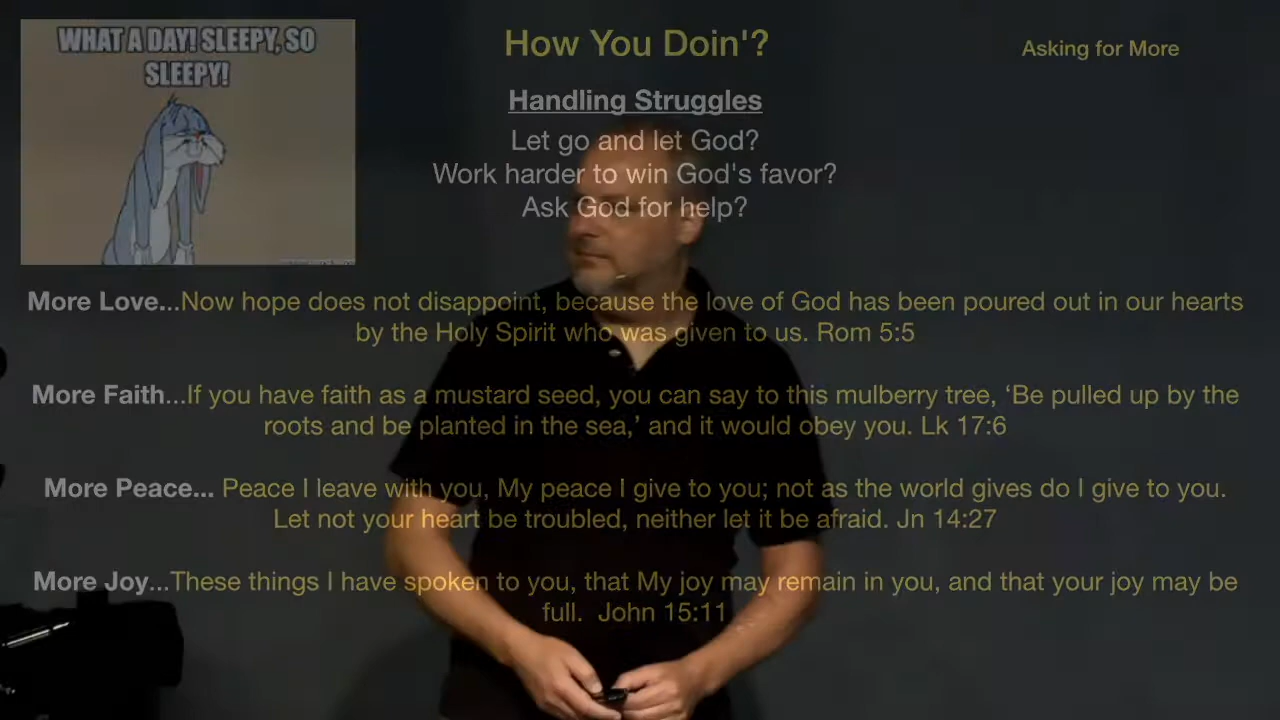 WHAT A DAY! SLEEPY, SO
SLEEPY!
How You Doin'?
Asking for More
Handling Struggles
Let go and let God?
Work harder to win God's favor?
Ask God for help?
More Love...Now hope does not disappoint, because the love of God has been poured out in our hearts
by the Holy Spirit who was given to us. Rom 5:5
More Faith...If you have faith as a mustard seed, you can say to this mulberry tree, ‘Be pulled up by the
roots and be planted in the sea,’ and it would obey you. Lk 17:6
More Peace... Peace I leave with you, My peace I give to you; not as the world gives do I give to you.
Let not your heart be troubled, neither let it be afraid. Jn 14:27
More Joy...These things I have spoken to you, that My joy may remain in you, and that your joy may be
full. John 15:11